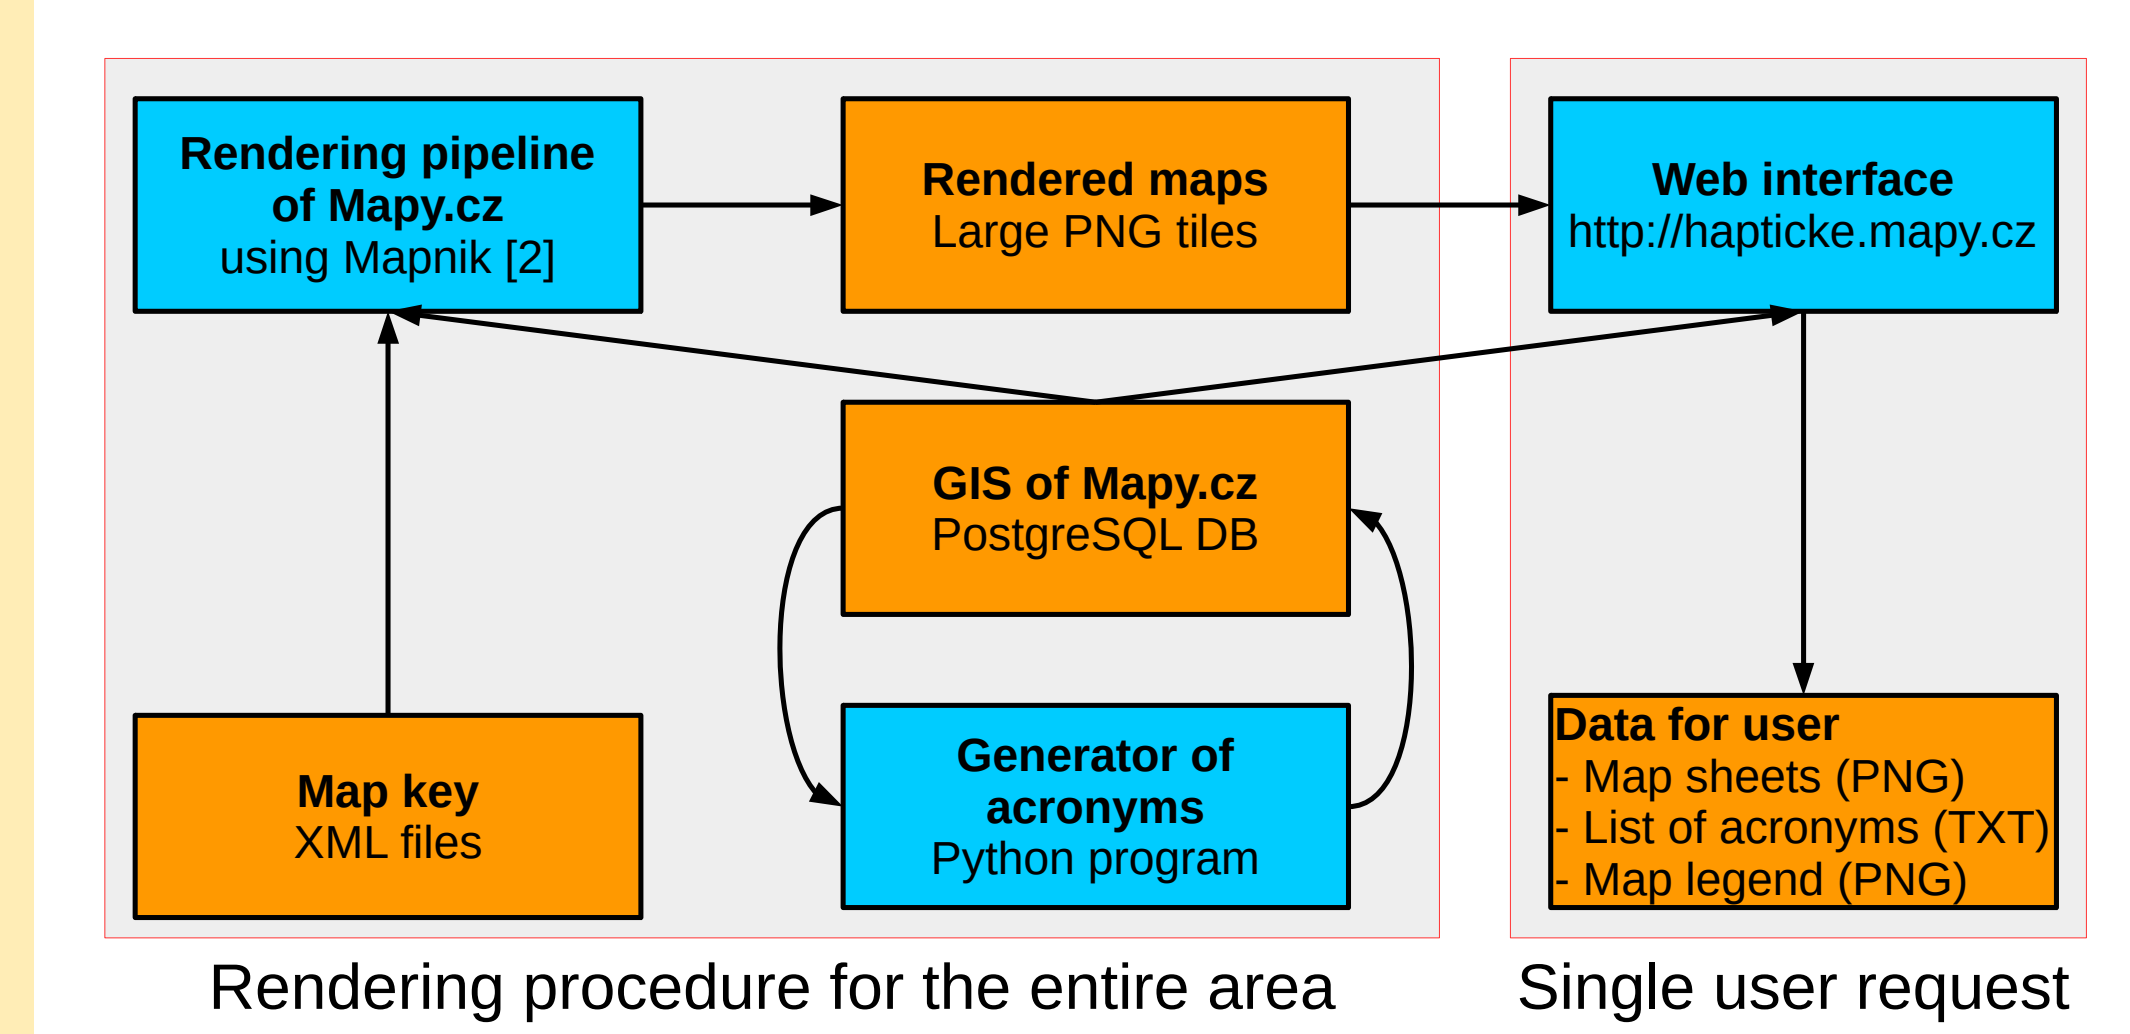 Rendering pipeline
of Mapy.cz
using Mapnik [2]
Rendered maps
Large PNG tiles
Web interface
http://hapticke.mapy.cz
GIS of Mapy.cz
PostgreSQL DB
Map key
XML files
Generator of
acronyms
Python program
Data for user
- Map sheets (PNG)
- List of acronyms (TXT)
- Map legend (PNG)
Rendering procedure for the entire area
Single user request